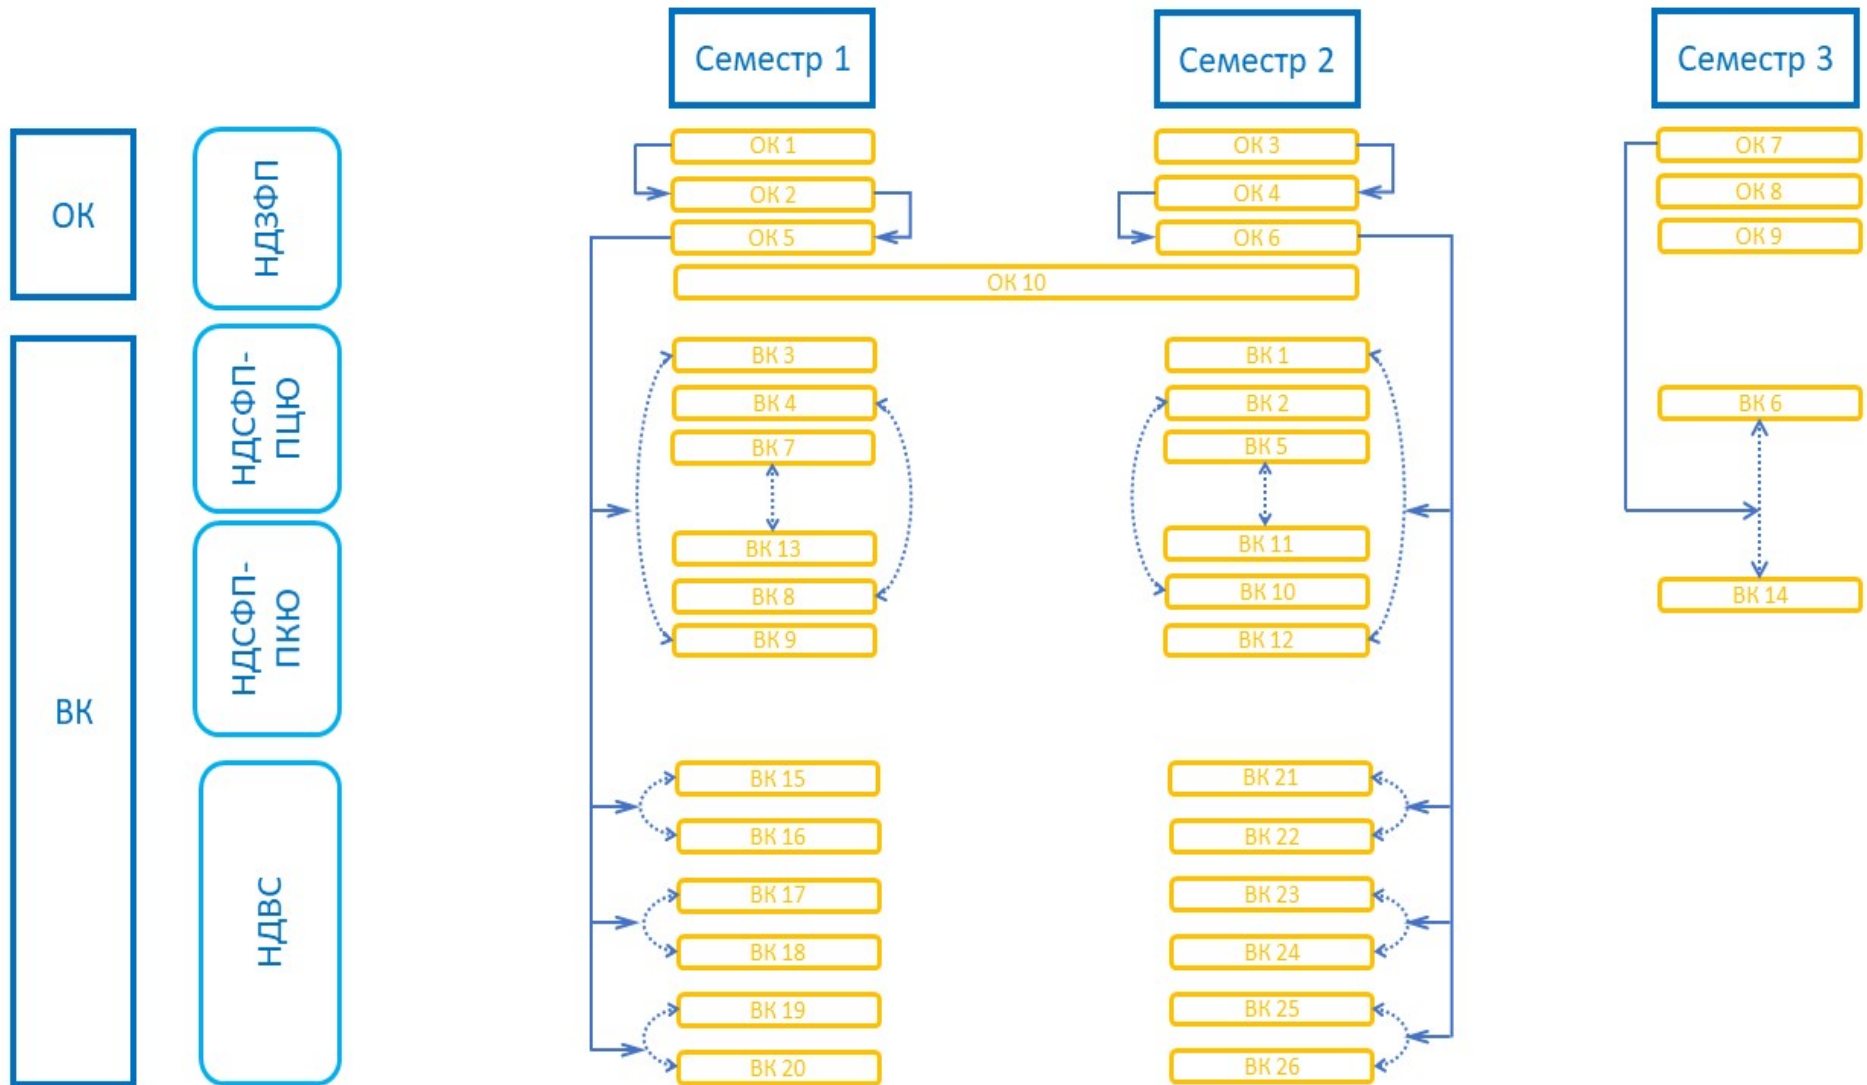 Семестр 1
Семестр 2
Семестр 3
ОК
НДЗФП
ОК 1
ОК 2
ОК 5
ОК 3
ОК 4
ОК 6
ОК 10
ОК 7
ОК 8
ОК 9
ВК
НДСФП-
ПЦЮ
НДСФП-
ПКЮ
НДВС
ВК 3
ВК 4
ВК 7
ВК 13
ВК 8
ВК 9
ВК 1
ВК 2
ВК 5
ВК 11
ВК 10
ВК 12
ВК 6
ВК 14
ВК 15
ВК 16
ВК 17
ВК 18
ВК 19
ВК 20
ВК 21
ВК 22
ВК 23
ВК 24
ВК 25
ВК 26